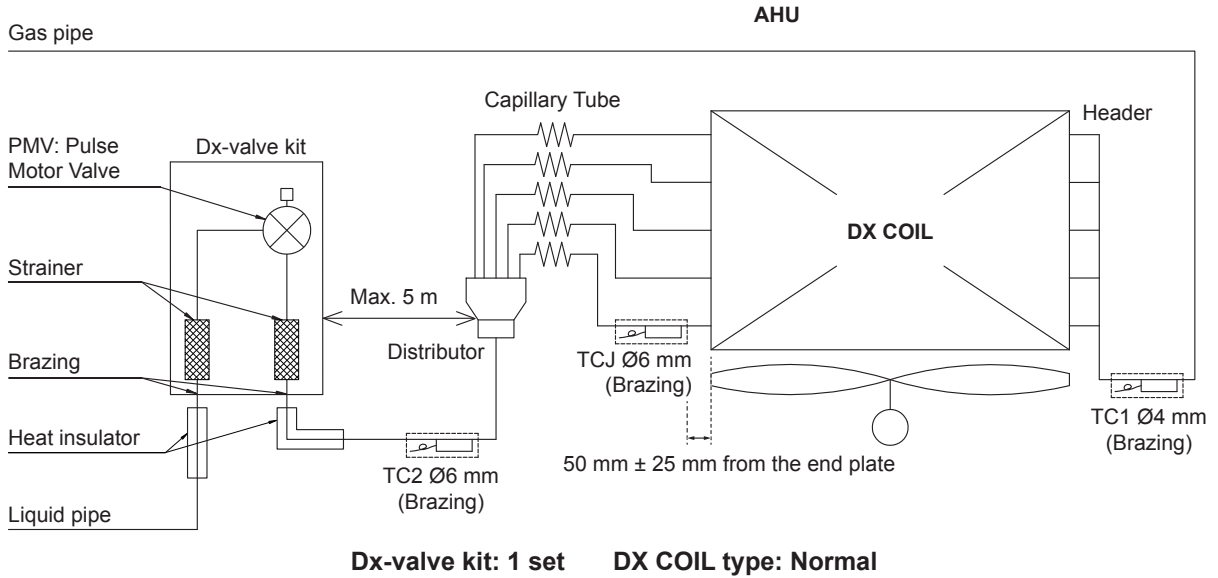 AHU
Gas pipe
Capillary Tube
Header
PMV: Pulse
Motor Valve
Dx-valve kit
DX COIL
Strainer
Max. 5 m
Distributor
TCJ Ø6 mm
(Brazing)
Brazing
TC1 Ø4 mm
(Brazing)
Heat insulator
50 mm ± 25 mm from the end plate
TC2 Ø6 mm
(Brazing)
Liquid pipe
Dx-valve kit: 1 set DX COIL type: Normal